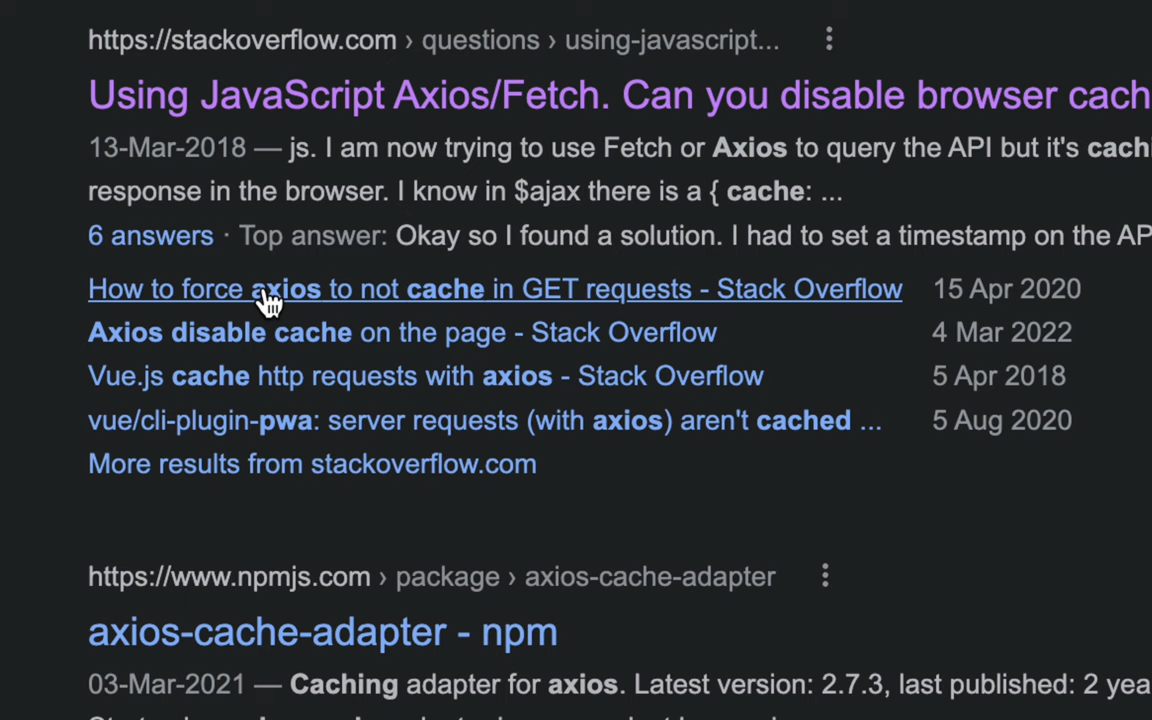 https://stackoverflow.com › questions › using-javascript...
Using JavaScript Axios/Fetch. Can you disable browser cach
13-Mar-2018 — js. I am now trying to use Fetch or Axios to query the API but it's cachi
response in the browser. I know in $ajax there is a { cache: ...
6 answers · Top answer: Okay so I found a solution. I had to set a timestamp on the AP
How to force axios to not cache in GET requests - Stack Overflow 15 Apr 2020
Axios disable cache on the page - Stack Overflow 4 Mar 2022
Vue.js cache http requests with axios - Stack Overflow 5 Apr 2018
vue/cli-plugin-pwa: server requests (with axios) aren't cached ... 5 Aug 2020
More results from stackoverflow.com
https://www.npmjs.com › package › axios-cache-adapter
axios-cache-adapter - npm
03-Mar-2021 — Caching adapter for axios. Latest version: 2.7.3, last published: 2 yea